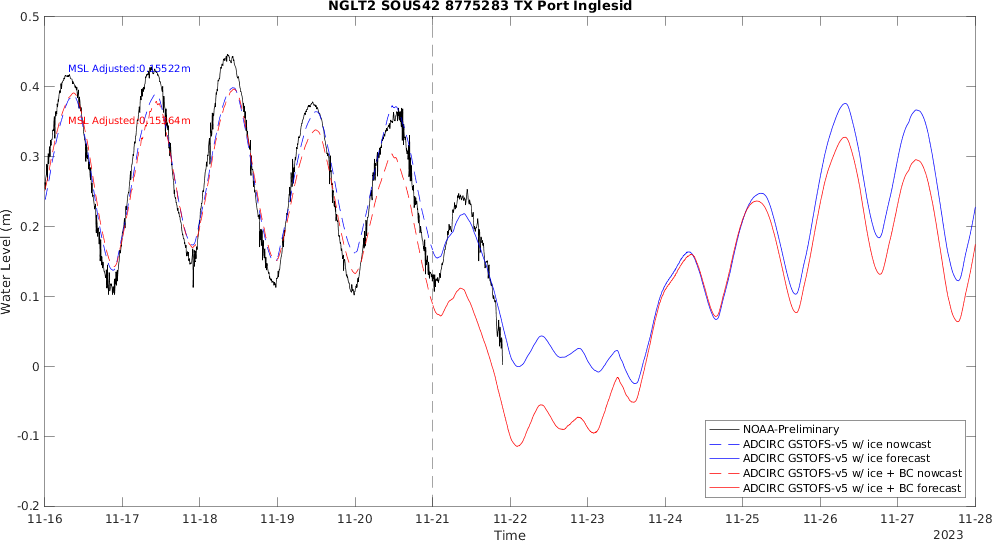 NGLT2 SOUS42 8775283 TX Port Inglesid
0.5
0.4
0.3
0.2
0.1
0
-0.1
-0.2
Water Level (m)
MSL Adjusted:0.15522m
MSL Adjusted:0.15364m
NOAA-Preliminary
ADCIRC GSTOFS-v5 w/ ice nowcast
ADCIRC GSTOFS-v5 w/ ice forecast
ADCIRC GSTOFS-v5 w/ ice + BC nowcast
ADCIRC GSTOFS-v5 w/ ice + BC forecast
11-16 11-17 11-18 11-19 11-20 11-21 11-22 11-23 11-24 11-25 11-26 11-27 11-28
Time
2023